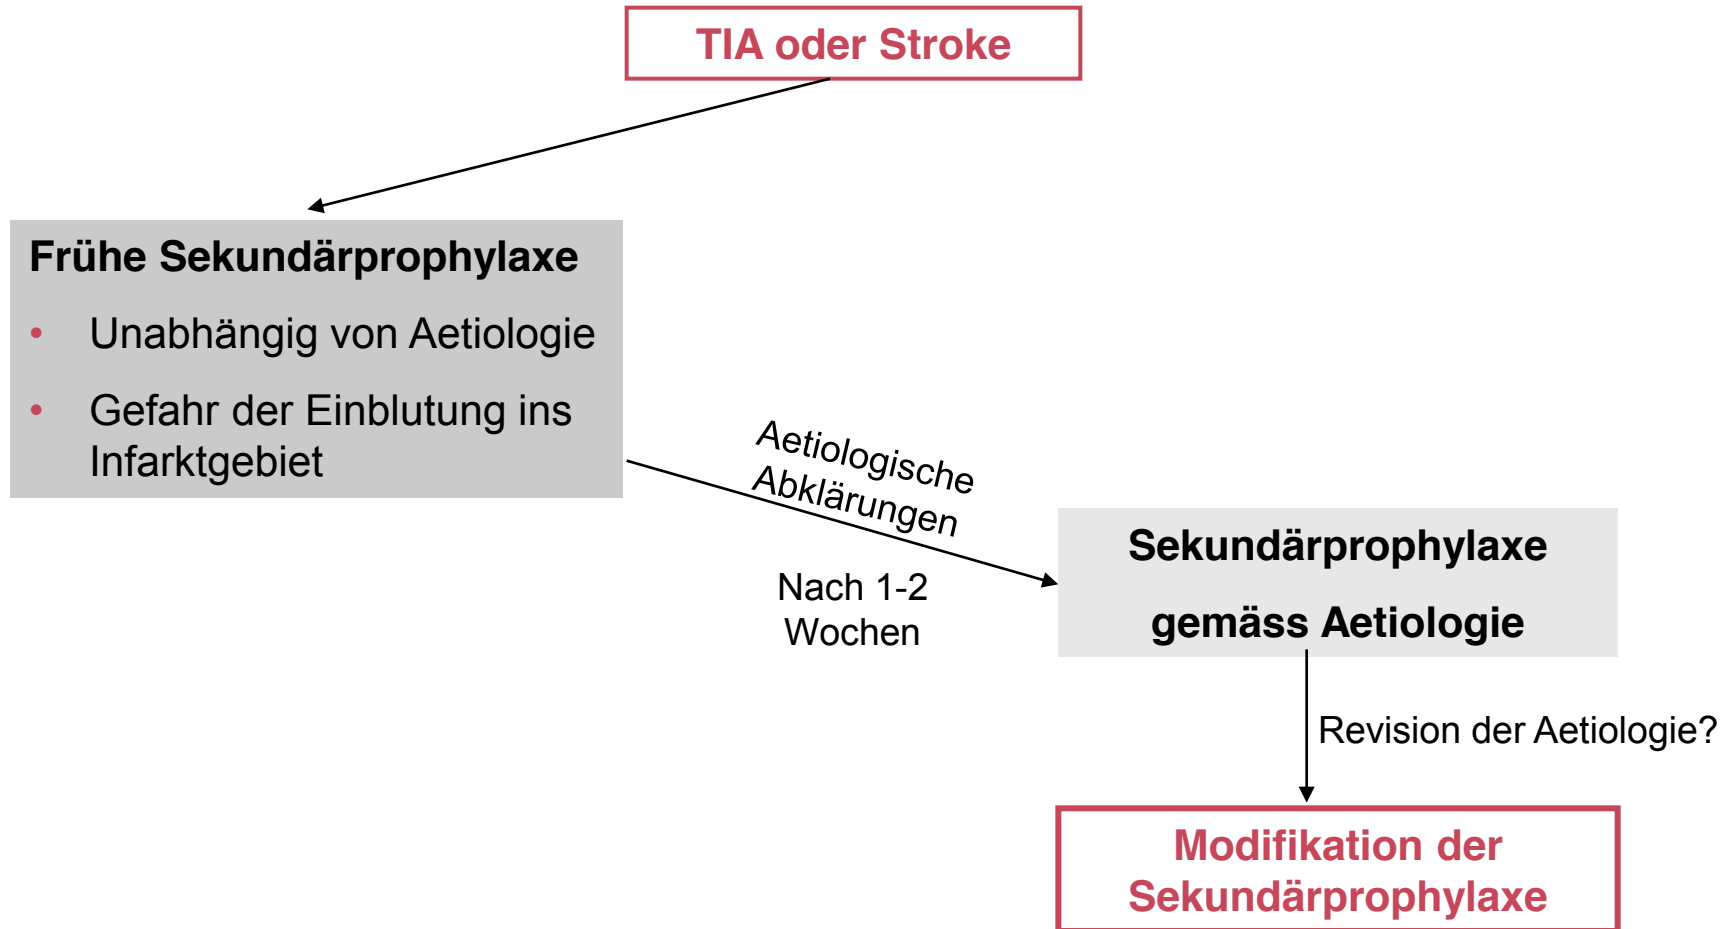 TIA oder Stroke
Frühe Sekundärprophylaxe
• Unabhängig von Aetiologie
• Gefahr der Einblutung ins
Infarktgebiet
Aetiologische
Abklärungen
Nach 1-2
Wochen
Sekundärprophylaxe
gemäss Aetiologie
Revision der Aetiologie?
Modifikation der
Sekundärprophylaxe